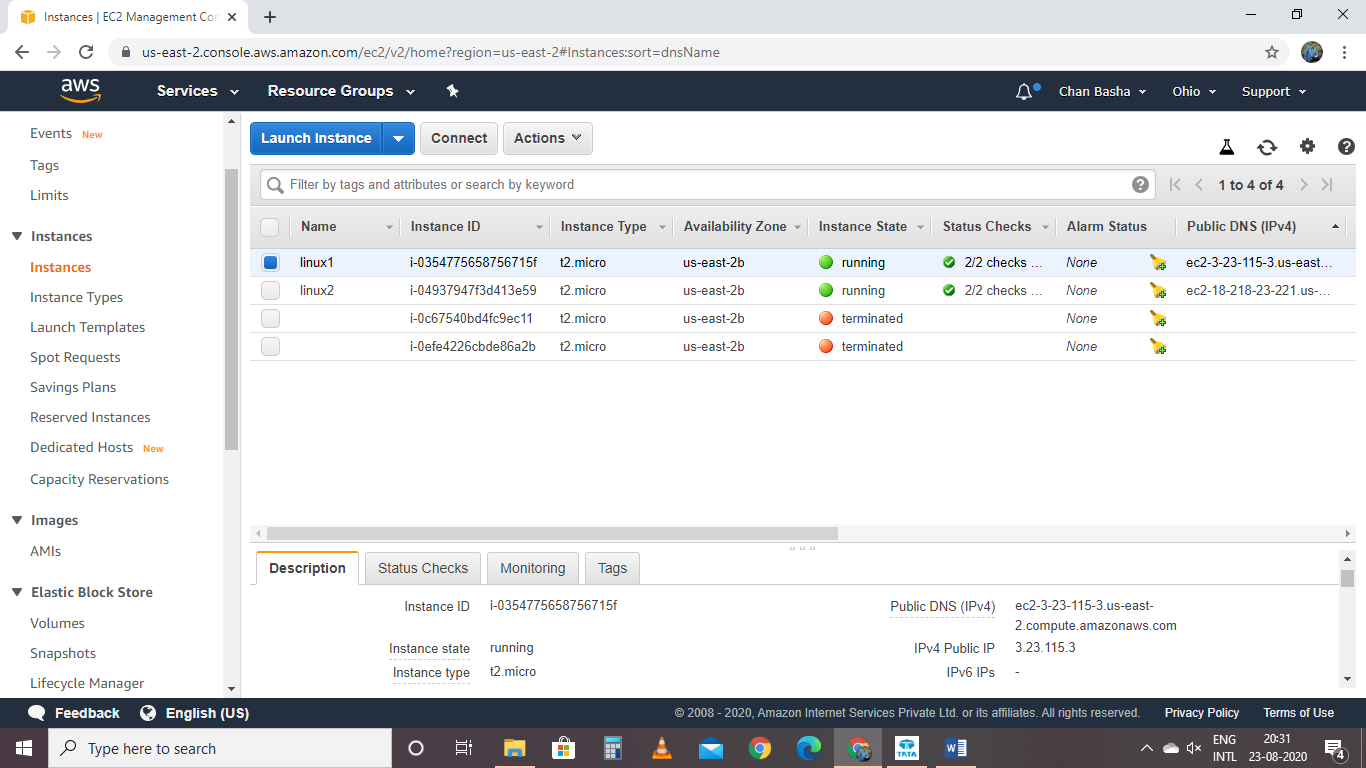 Instances | EC2 Management Con
us-east-2.console.aws.amazon.com/ec2/v2/home?region=us-east-2#Instances:sort=dnsName
aws Services Resource Groups Chan Basha Ohio Support
Events New
Tags
Limits
Instances
Instances
Instance Types
Launch Templates
Spot Requests
Savings Plans
Reserved Instances
Dedicated Hosts New
Capacity Reservations
Images
AMIs
Elastic Block Store
Volumes
Snapshots
Lifecycle Manager
Launch Instance Connect Actions
Filter by tags and attributes or search by keyword 1 to 4 of 4
Name Instance ID Instance Type Availability Zone Instance State Status Checks Alarm Status Public DNS (IPv4)
linux1 i-0354775658756715f t2.micro us-east-2b running 2/2 checks ... None ec2-3-23-115-3.us-east...
linux2 i-04937947f3d413e59 t2.micro us-east-2b running 2/2 checks ... None ec2-18-218-23-221.us-...
i-0c67540bd4fc9ec11 t2.micro us-east-2b terminated None
i-0efe4226cbde86a2b t2.micro us-east-2b terminated None
Description Status Checks Monitoring Tags
Instance ID i-0354775658756715f Public DNS (IPv4) ec2-3-23-115-3.us-east-
2.compute.amazonaws.com
Instance state running IPv4 Public IP 3.23.115.3
Instance type t2.micro IPv6 IPs -
Feedback English (US) © 2008 - 2020, Amazon Internet Services Private Ltd. or its affiliates. All rights reserved. Privacy Policy Terms of Use
Type here to search TATA ENG 20:31
INTL 23-08-2020 4